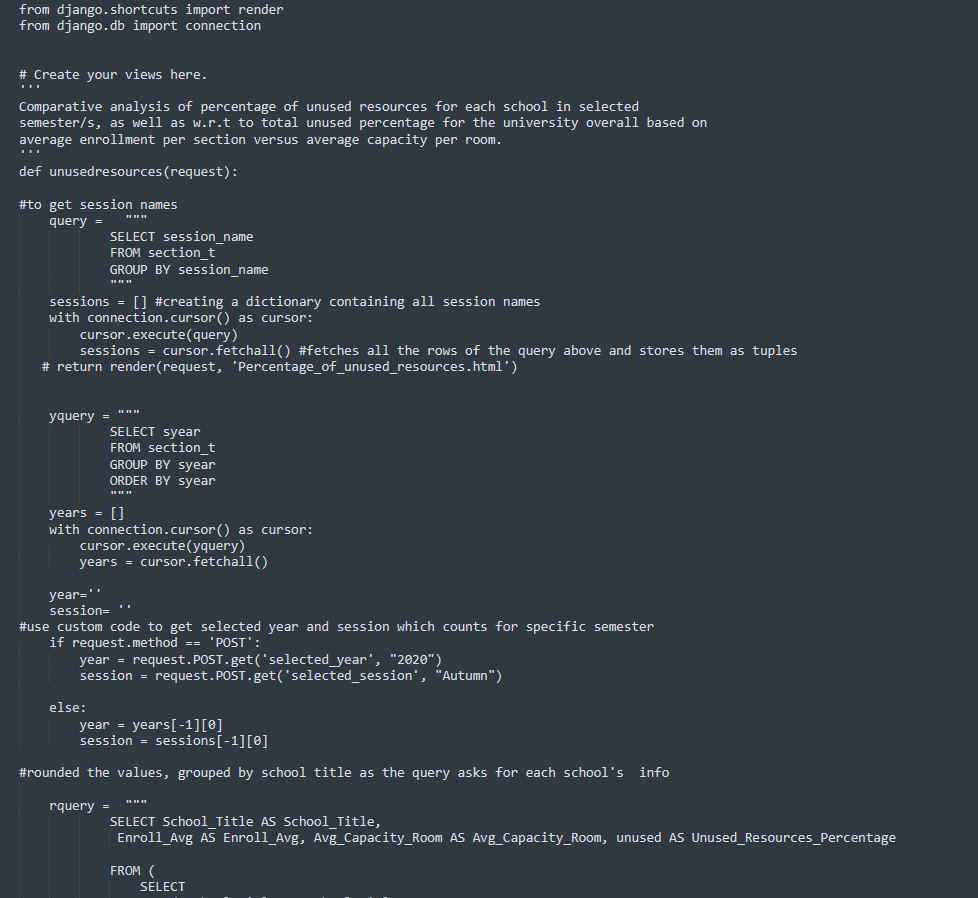 from django.shortcuts import render
from django.db import connection
# Create your views here.
'''
Comparative analysis of percentage of unused resources for each school in selected
semester/s, as well as w.r.t to total unused percentage for the university overall based on
average enrollment per section versus average capacity per room.
'''
def unusedresources(request):
#to get session names
query =   """
SELECT session_name
FROM section_t
GROUP BY session_name
"""
sessions = [] #creating a dictionary containing all session names
with connection.cursor() as cursor:
cursor.execute(query)
sessions = cursor.fetchall() #fetches all the rows of the query above and stores them as tuples
# return render(request, 'Percentage_of_unused_resources.html')
yquery = """
SELECT syear
FROM section_t
GROUP BY syear
ORDER BY syear
"""
years = []
with connection.cursor() as cursor:
cursor.execute(yquery)
years = cursor.fetchall()
year=''
session= ''
#use custom code to get selected year and session which counts for specific semester
if request.method == 'POST':
year = request.POST.get('selected_year', "2020")
session = request.POST.get('selected_session', "Autumn")
else:
year = years[-1][0]
session = sessions[-1][0]
#rounded the values, grouped by school title as the query asks for each school's  info
rquery =  """
SELECT School_Title AS School_Title,
Enroll_Avg AS Enroll_Avg, Avg_Capacity_Room AS Avg_Capacity_Room, unused AS Unused_Resources_Percentage
FROM (
SELECT